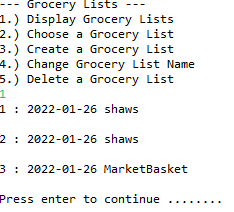 --- Grocery Lists ---
1.) Display Grocery Lists
2.) Choose a Grocery List
3.) Create a Grocery List
4.) Change Grocery List Name
5.) Delete a Grocery List
1
1 : 2022-01-26 shaws
2 : 2022-01-26 shaws
3 : 2022-01-26 MarketBasket
Press enter to continue ........